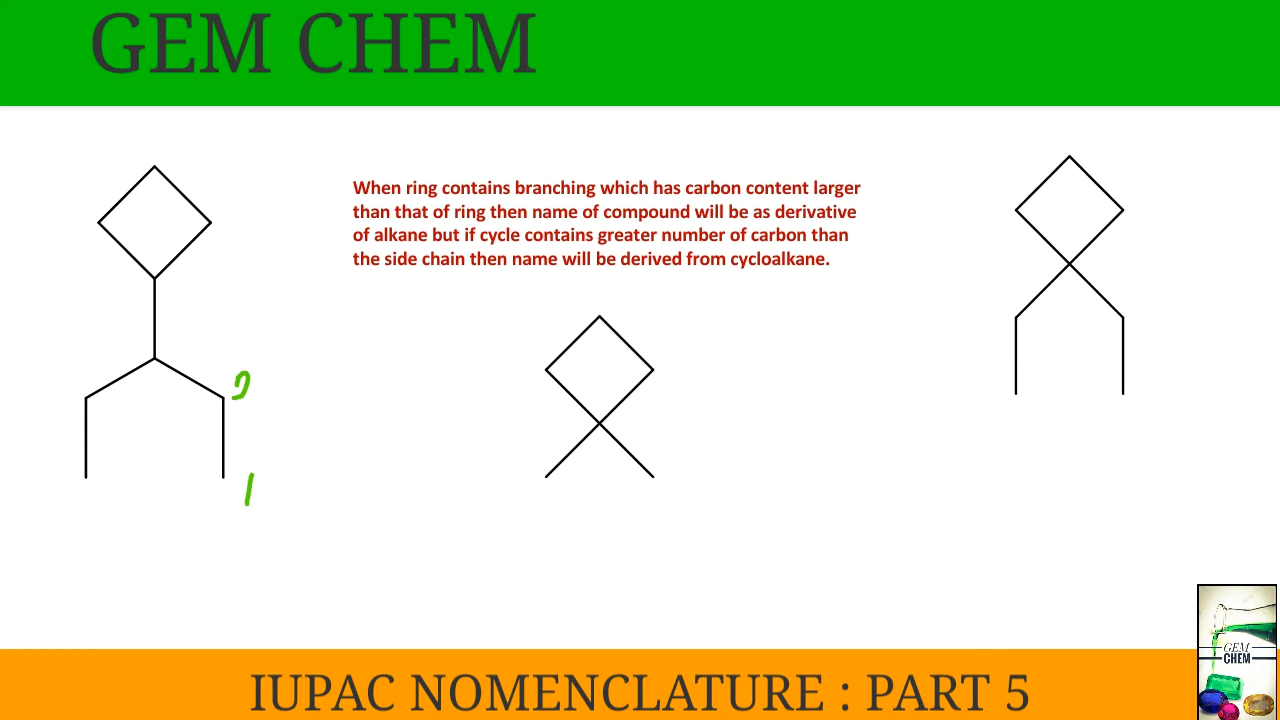 GEM CHEM
When ring contains branching which has carbon content larger
than that of ring then name of compound will be as derivative
of alkane but if cycle contains greater number of carbon than
the side chain then name will be derived from cycloalkane.
2
1
GEM
CHEM
IUPAC NOMENCLATURE : PART 5